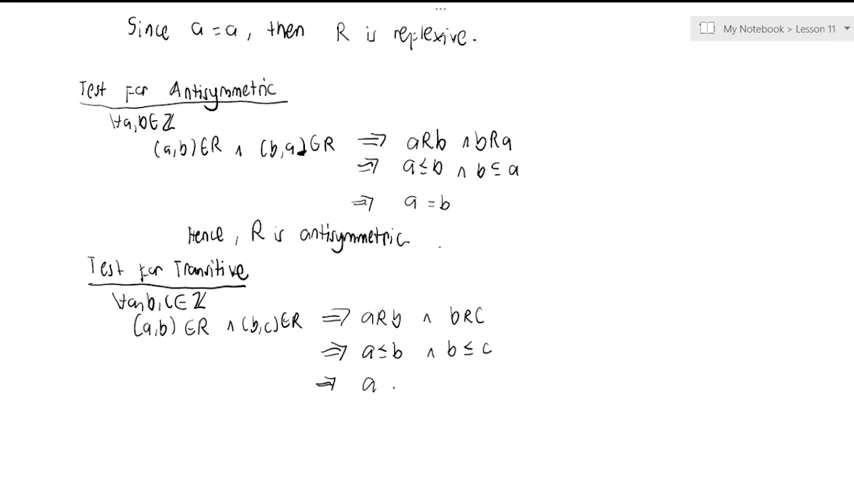 Since a = a, then R is reflexive.
My Notebook > Lesson 11
Test for Antisymmetric
∀a,b∈ℤ
(a,b)∈R ∧ (b,a)∈R ⇒ aRb ∧ bRa
⇒ a≤b ∧ b≤a
⇒ a = b
Hence, R is antisymmetric.
Test for Transitive
∀a,b,c∈ℤ
(a,b)∈R ∧ (b,c)∈R ⇒ aRb ∧ bRc
⇒ a≤b ∧ b≤c
⇒ a